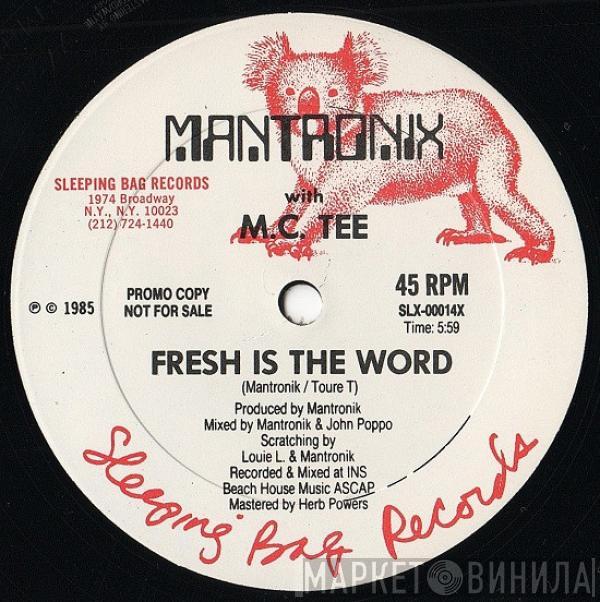 MANTRONIX
with
M.C. TEE
SLEEPING BAG RECORDS
1974 Broadway
N.Y., N.Y. 10023
(212) 724-1440
℗ © 1985
PROMO COPY
NOT FOR SALE
45 RPM
SLX-00014X
Time: 5:59
FRESH IS THE WORD
(Mantronik / Toure T)
Produced by Mantronik
Mixed by Mantronik & John Poppo
Scratching by
Louie L. & Mantronik
Recorded & Mixed at INS
Beach House Music ASCAP
Mastered by Herb Powers
Sleeping Bag Records
МАРКЕТ ВИНИЛА